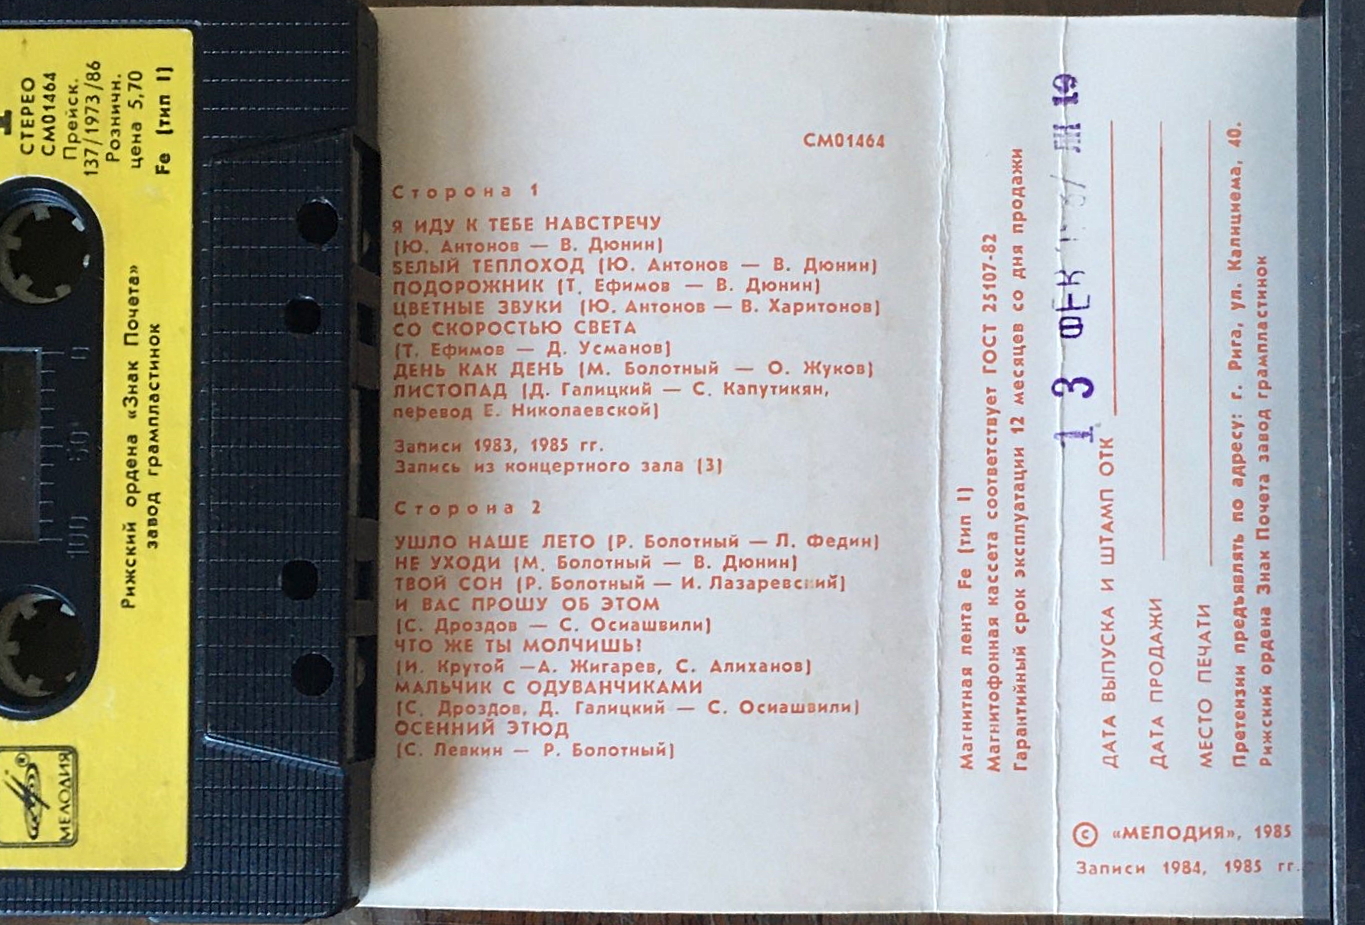 СТЕРЕО
СМ01464
Прейск.
137/1973/86
Розничн.
цена 5,70
Fe (тип I)
Рижский ордена «Знак Почета»
завод грампластинок
МЕЛОДИЯ
СМ01464
Сторона 1
Я ИДУ К ТЕБЕ НАВСТРЕЧУ
(Ю. Антонов — В. Дюнин)
БЕЛЫЙ ТЕПЛОХОД (Ю. Антонов — В. Дюнин)
ПОДОРОЖНИК (Т. Ефимов — В. Дюнин)
ЦВЕТНЫЕ ЗВУКИ (Ю. Антонов — В. Харитонов)
СО СКОРОСТЬЮ СВЕТА
(Т. Ефимов — Д. Усманов)
ДЕНЬ КАК ДЕНЬ (М. Болотный — О. Жуков)
ЛИСТОПАД (Д. Галицкий — С. Капутикян,
перевод Е. Николаевской)
Записи 1983, 1985 гг.
Запись из концертного зала (3)
Сторона 2
УШЛО НАШЕ ЛЕТО (Р. Болотный — Л. Федин)
НЕ УХОДИ (М. Болотный — В. Дюнин)
ТВОЙ СОН (Р. Болотный — И. Лазаревский)
И ВАС ПРОШУ ОБ ЭТОМ
(С. Дроздов — С. Осиашвили)
ЧТО ЖЕ ТЫ МОЛЧИШЬ?
(И. Крутой —А. Жигарев, С. Алиханов)
МАЛЬЧИК С ОДУВАНЧИКАМИ
(С. Дроздов, Д. Галицкий — С. Осиашвили)
ОСЕННИЙ ЭТЮД
(С. Левкин — Р. Болотный)
Магнитная лента Fe (тип I)
Магнитофонная кассета соответствует ГОСТ 25107-82
Гарантийный срок эксплуатации 12 месяцев со дня продажи
13 ФЕК
ДАТА ВЫПУСКА И ШТАМП ОТК
ДАТА ПРОДАЖИ
МЕСТО ПЕЧАТИ
Претензии предъявлять по адресу: г. Рига, ул. Калнциема, 40.
Рижский ордена Знак Почета завод грампластинок
© «МЕЛОДИЯ», 1985
Записи 1984, 1985 гг.